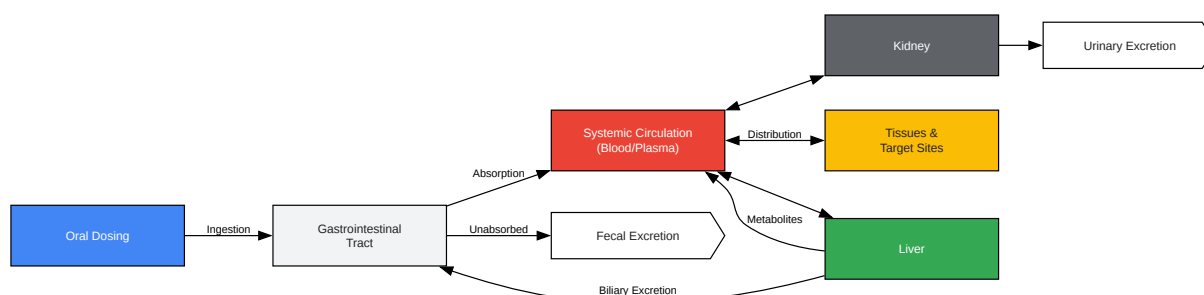 Kidney
Urinary Excretion
Systemic Circulation
(Blood/Plasma)
Distribution
Tissues &
Target Sites
Absorption
Oral Dosing
Ingestion
Gastrointestinal
Tract
Unabsorbed
Fecal Excretion
Metabolites
Liver
Biliary Excretion